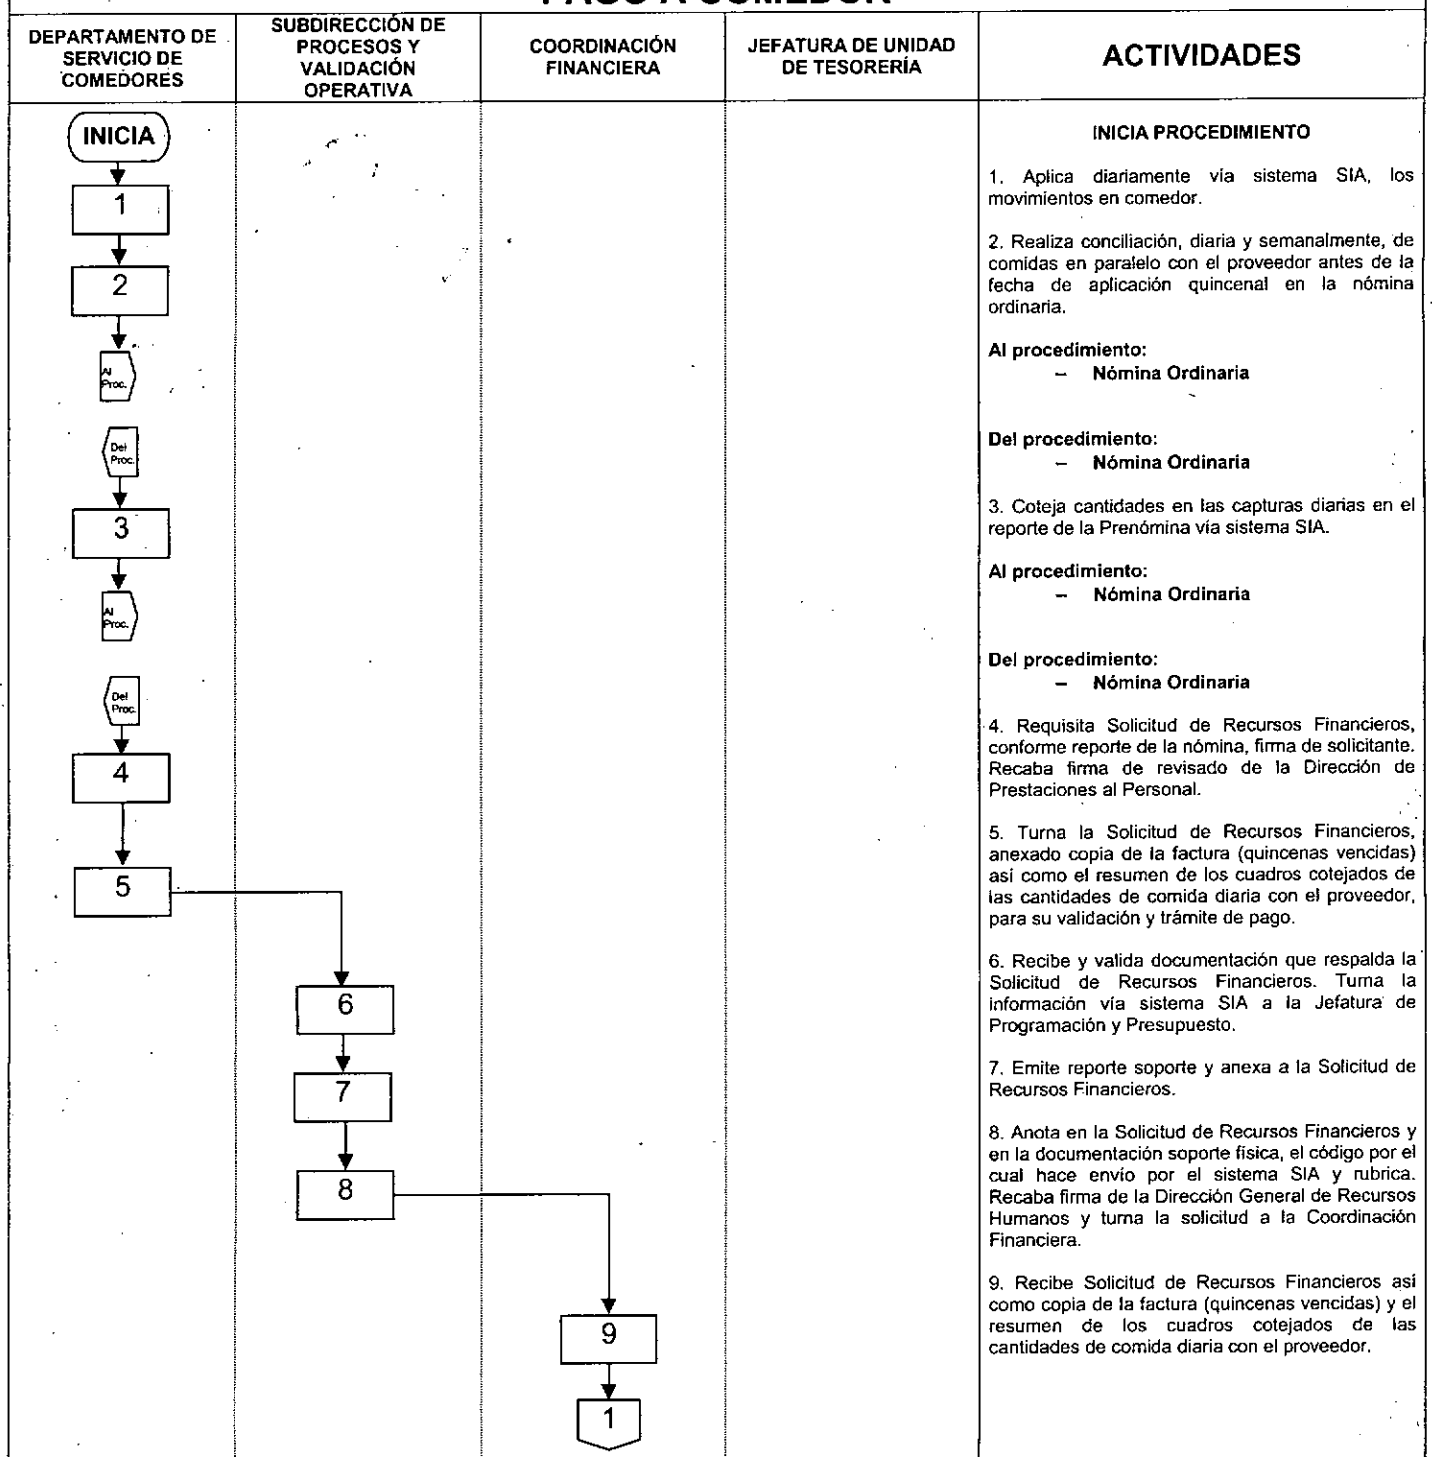 DEPARTAMENTO DE
SERVICIO DE
COMEDORES
SUBDIRECCIÓN DE
PROCESOS Y
VALIDACIÓN
OPERATIVA
COORDINACIÓN
FINANCIERA
JEFATURA DE UNIDAD
DE TESORERÍA
ACTIVIDADES
INICIA
1
2
Al
Proc.
Del
Proc.
3
Al
Proc.
Del
Proc.
4
5
6
7
8
9
1
INICIA PROCEDIMIENTO
1. Aplica diariamente vía sistema SIA, los
movimientos en comedor.
2. Realiza conciliación, diaria y semanalmente, de
comidas en paralelo con el proveedor antes de la
fecha de aplicación quincenal en la nómina
ordinaria.
Al procedimiento:
– Nómina Ordinaria
Del procedimiento:
– Nómina Ordinaria
3. Coteja cantidades en las capturas diarias en el
reporte de la Prenómina vía sistema SIA.
Al procedimiento:
– Nómina Ordinaria
Del procedimiento:
– Nómina Ordinaria
4. Requisita Solicitud de Recursos Financieros,
conforme reporte de la nómina, firma de solicitante.
Recaba firma de revisado de la Dirección de
Prestaciones al Personal.
5. Turna la Solicitud de Recursos Financieros,
anexado copia de la factura (quincenas vencidas)
así como el resumen de los cuadros cotejados de
las cantidades de comida diaria con el proveedor,
para su validación y trámite de pago.
6. Recibe y valida documentación que respalda la
Solicitud de Recursos Financieros. Turna la
información vía sistema SIA a la Jefatura de
Programación y Presupuesto.
7. Emite reporte soporte y anexa a la Solicitud de
Recursos Financieros.
8. Anota en la Solicitud de Recursos Financieros y
en la documentación soporte física, el código por el
cual hace envío por el sistema SIA y rubrica.
Recaba firma de la Dirección General de Recursos
Humanos y turna la solicitud a la Coordinación
Financiera.
9. Recibe Solicitud de Recursos Financieros así
como copia de la factura (quincenas vencidas) y el
resumen de los cuadros cotejados de las
cantidades de comida diaria con el proveedor.